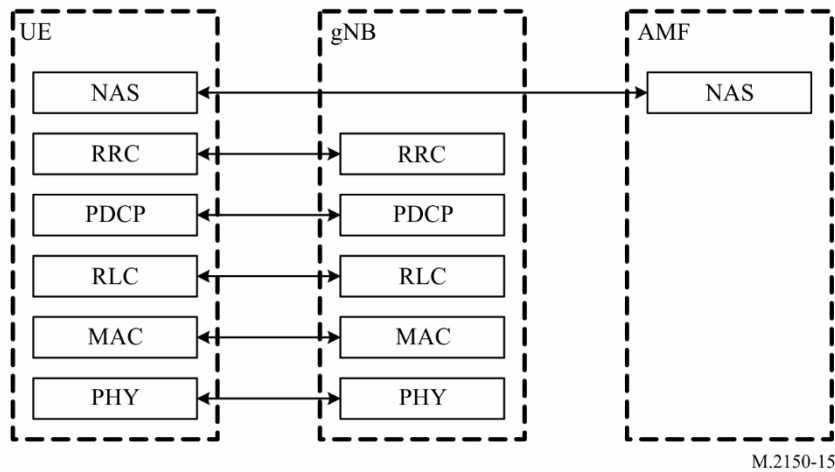 UE gNB AMF
NAS NAS
RRC RRC
PDCP PDCP
RLC RLC
MAC MAC
PHY PHY
M.2150-15